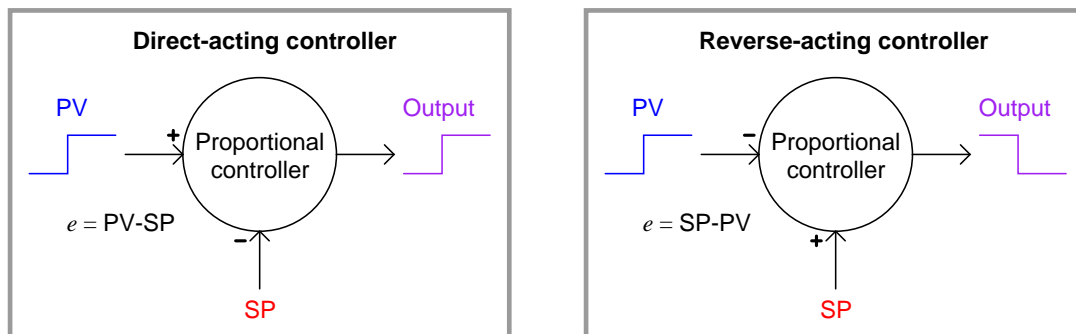 Direct-acting controller
PV
Output
+
Proportional
controller
e = PV-SP
-
SP
Reverse-acting controller
PV
Output
-
Proportional
controller
e = SP-PV
+
SP